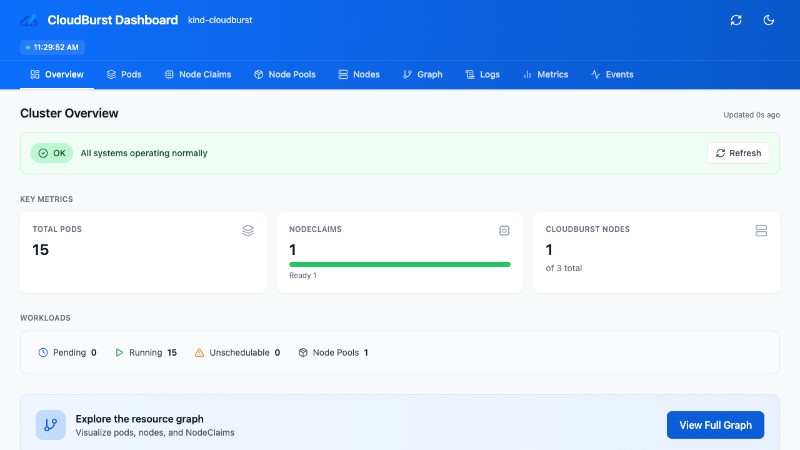 CloudBurst Dashboard kind-cloudburst
11:29:52 AM
Overview Pods Node Claims Node Pools Nodes Graph Logs Metrics Events
Cluster Overview Updated 0s ago
OK All systems operating normally Refresh
KEY METRICS
TOTAL PODS NODECLAIMS CLOUDBURST NODES
15 1 1
of 3 total
Ready 1
WORKLOADS
Pending 0 Running 15 Unschedulable 0 Node Pools 1
Explore the resource graph
Visualize pods, nodes, and NodeClaims
View Full Graph